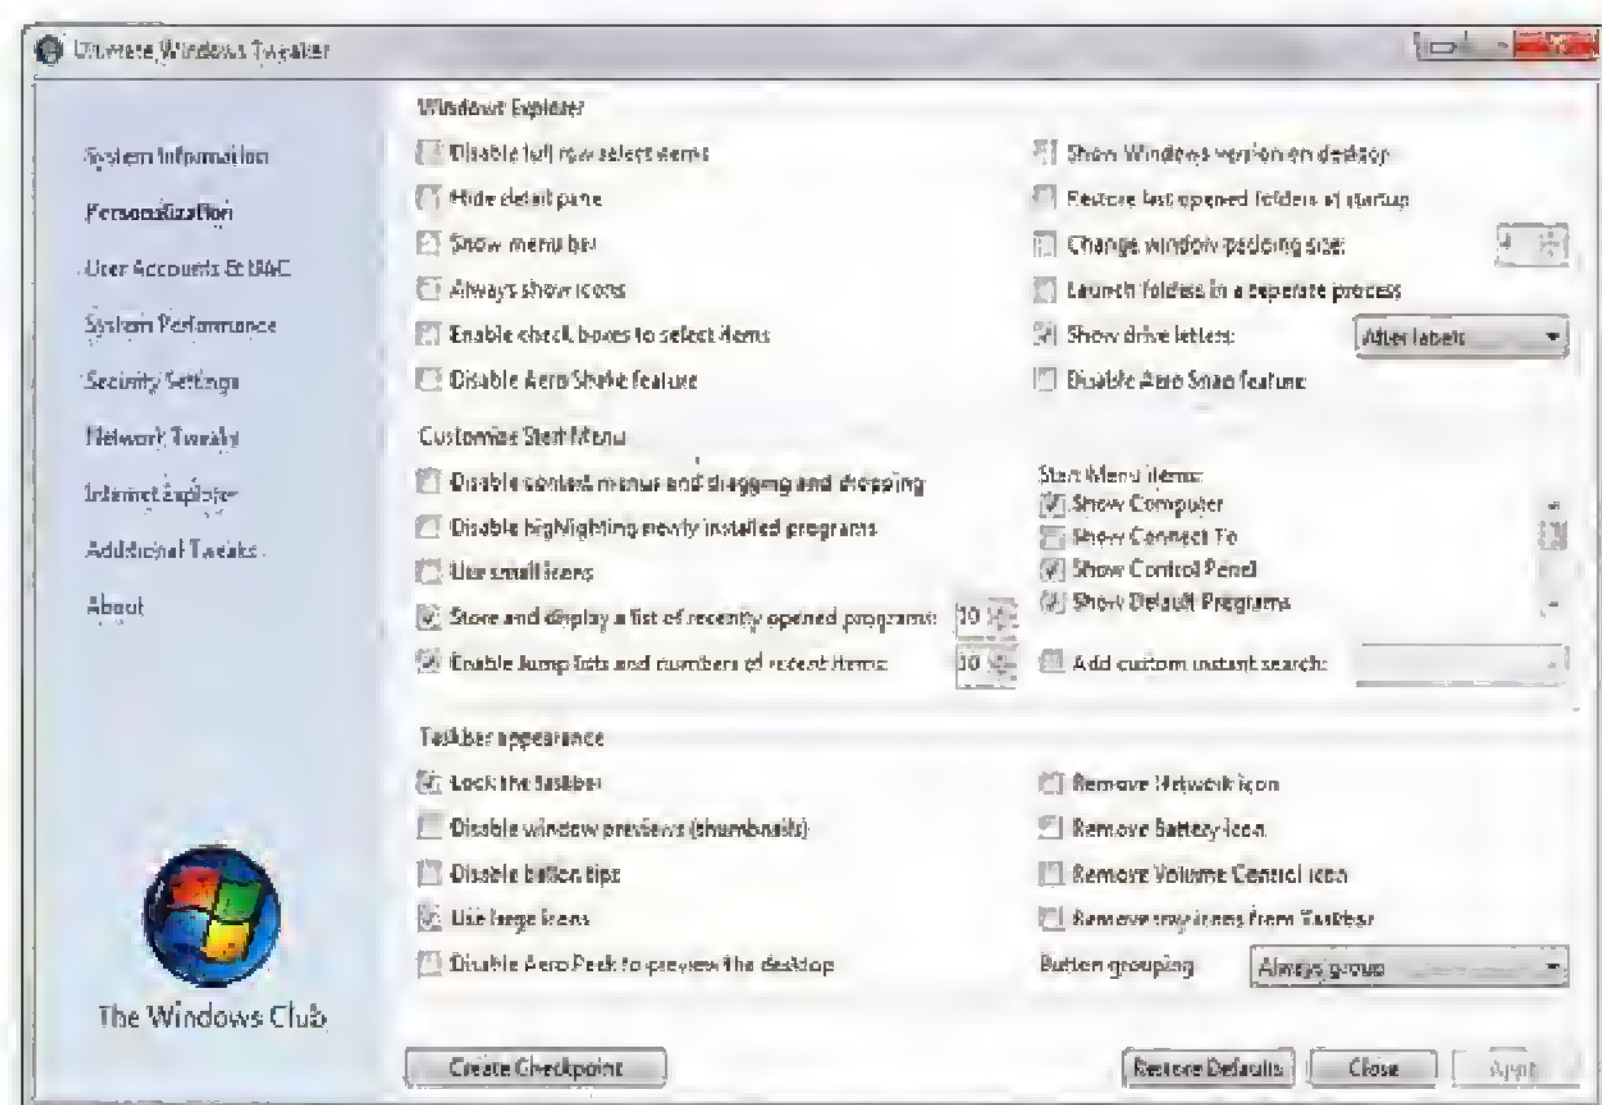 Ultimate Windows Tweaker
System Information
Personalization
User Accounts & UAC
System Performance
Security Settings
Network Tweaks
Internet Explorer
Additional Tweaks
About
The Windows Club
Windows Explorer
Disable full row select items
Hide detail pane
Show menu bar
Always show icons
Enable check boxes to select items
Disable Aero Shake feature
Show Windows version on desktop
Restore last opened folders at startup
Change window padding size: 4
Launch folders in a seperate process
Show drive letters: After labels
Disable Aero Snap feature
Customize Start Menu
Disable context menus and dragging and dropping
Disable highlighting newly installed programs
Use small icons
Store and display a list of recently opened programs: 10
Enable Jump lists and numbers of recent items: 10
Start Menu items:
Show Computer
Show Connect To
Show Control Panel
Show Default Programs
Add custom instant search:
Taskbar appearance
Lock the taskbar
Disable window previews (thumbnails)
Disable button tips
Use large icons
Disable Aero Peek to preview the desktop
Remove Network icon
Remove Battery icon
Remove Volume Control icon
Remove tray icons from Taskbar
Button grouping Always group
Create Checkpoint
Restore Defaults
Close
Apply